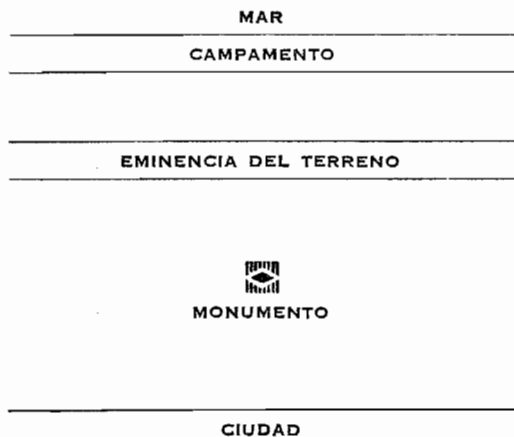 MAR
CAMPAMENTO
EMINENCIA DEL TERRENO
MONUMENTO
CIUDAD